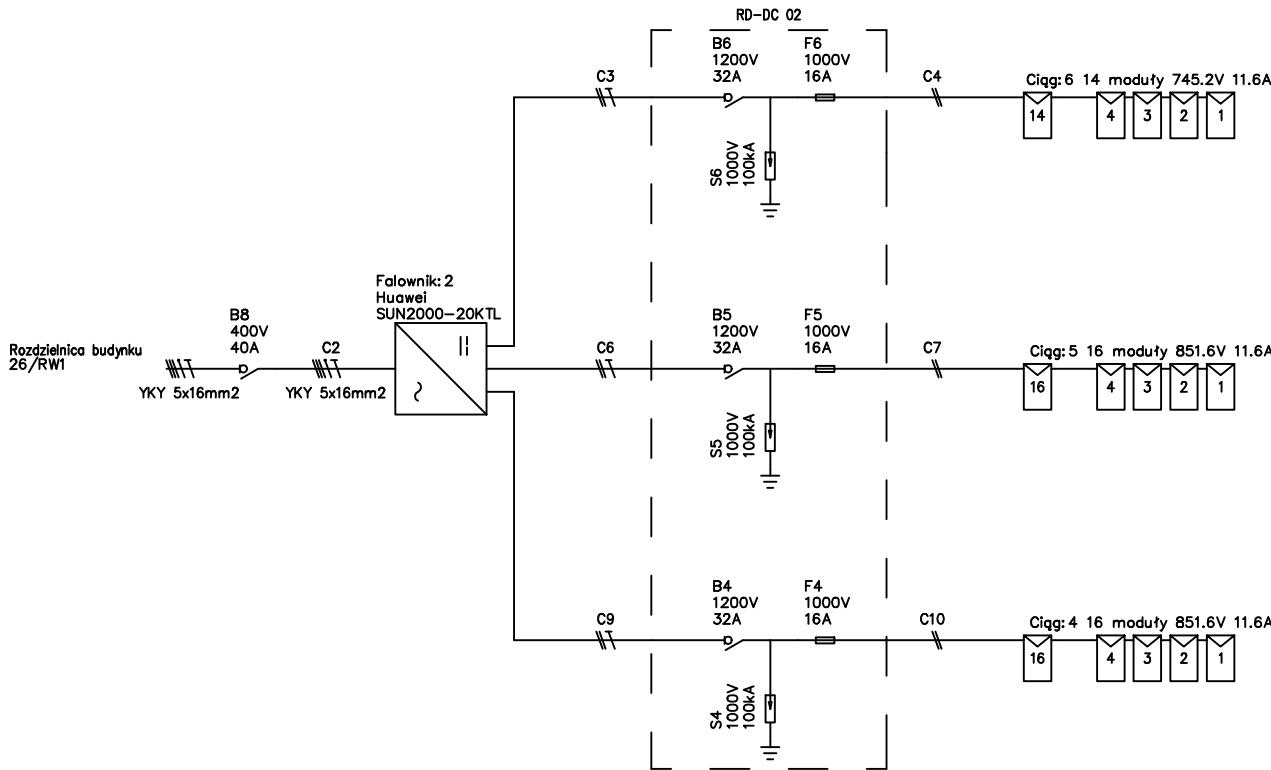 RD-DC 02
B6
1200V
32A
F6
1000V
16A
C3
C4
Ciąg: 6 14 moduły 745.2V 11.6A
14
4
3
2
1
S6
1000V
100kA
Falownik: 2
Huawei
SUN2000-20KTL
Rozdzielnica budynku
26/RW1
YKY 5x16mm2
B8
400V
40A
C2
YKY 5x16mm2
C6
B5
1200V
32A
F5
1000V
16A
C7
Ciąg: 5 16 moduły 851.6V 11.6A
16
4
3
2
1
S5
1000V
100kA
C9
B4
1200V
32A
F4
1000V
16A
C10
Ciąg: 4 16 moduły 851.6V 11.6A
16
4
3
2
1
S4
1000V
100kA